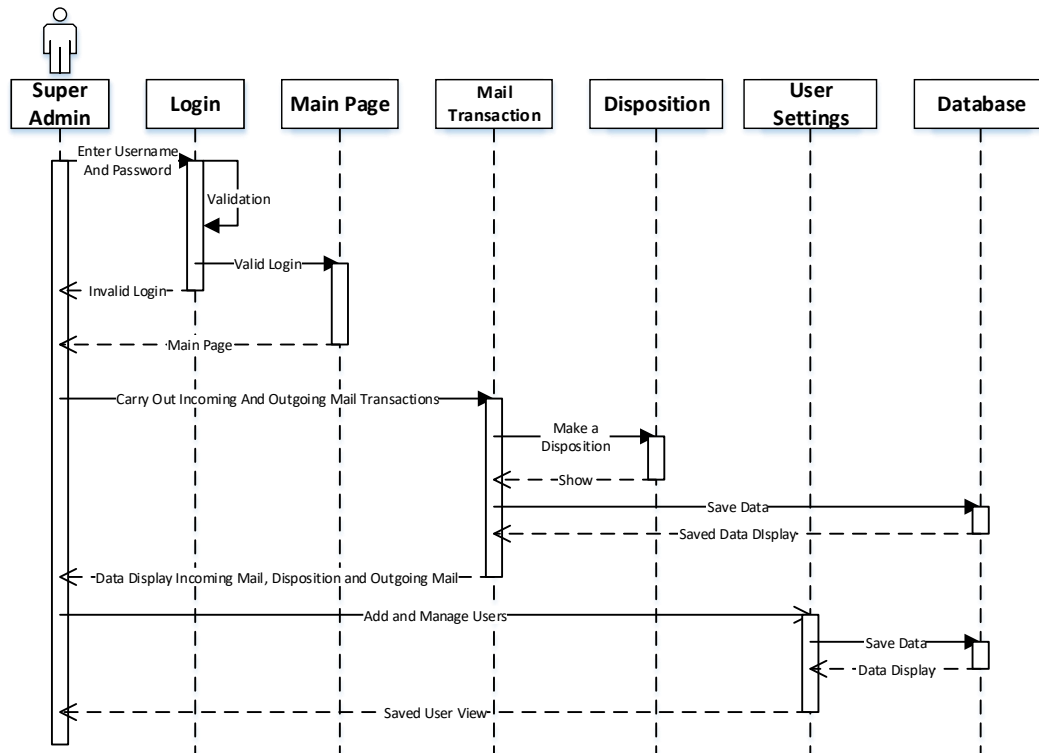 Super
Admin
Login
Main Page
Mail
Transaction
Disposition
User
Settings
Database
Enter Username
And Password
Validation
Valid Login
Invalid Login
Main Page
Carry Out Incoming And Outgoing Mail Transactions
Make a
Disposition
Show
Save Data
Saved Data DIsplay
Data Display Incoming Mail, Disposition and Outgoing Mail
Add and Manage Users
Save Data
Data Display
Saved User View